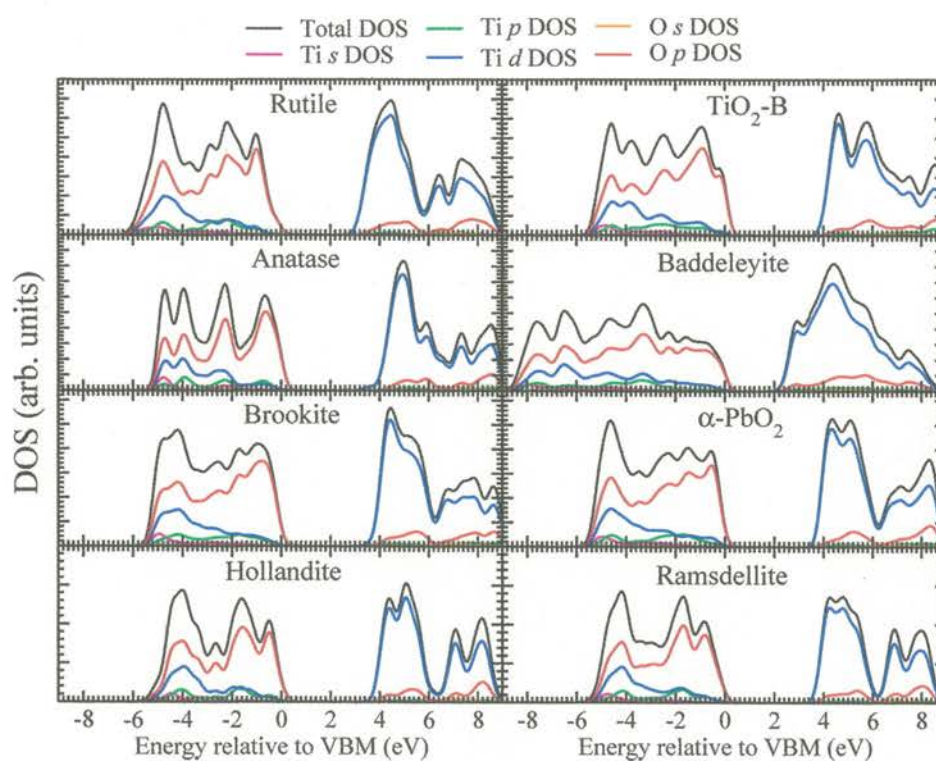 Total DOS Ti p DOS O s DOS
Ti s DOS Ti d DOS O p DOS
Rutile TiO₂-B
Anatase Baddeleyite
Brookite α-PbO₂
Hollandite Ramsdellite
DOS (arb. units)
-8 -6 -4 -2 0 2 4 6 8 -8 -6 -4 -2 0 2 4 6 8
Energy relative to VBM (eV) Energy relative to VBM (eV)